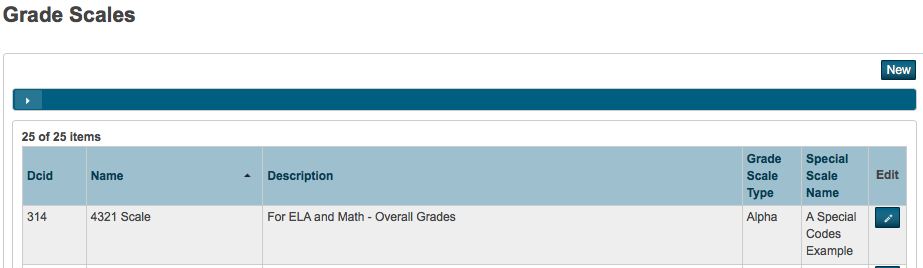 Grade Scales
New
25 of 25 items
Dcid Name Description Grade Scale Type Special Scale Name Edit
314 4321 Scale For ELA and Math - Overall Grades Alpha A Special Codes Example